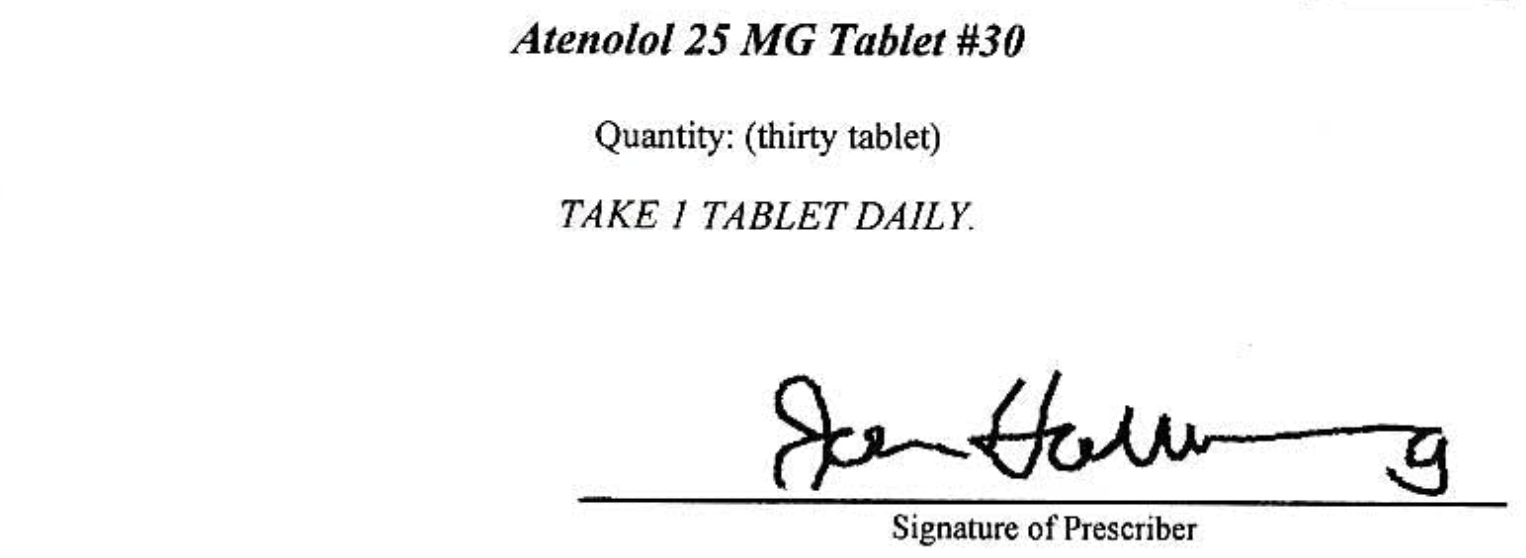 Atenolol 25 MG Tablet #30
Quantity: (thirty tablet)
TAKE 1 TABLET DAILY.
Signature of Prescriber